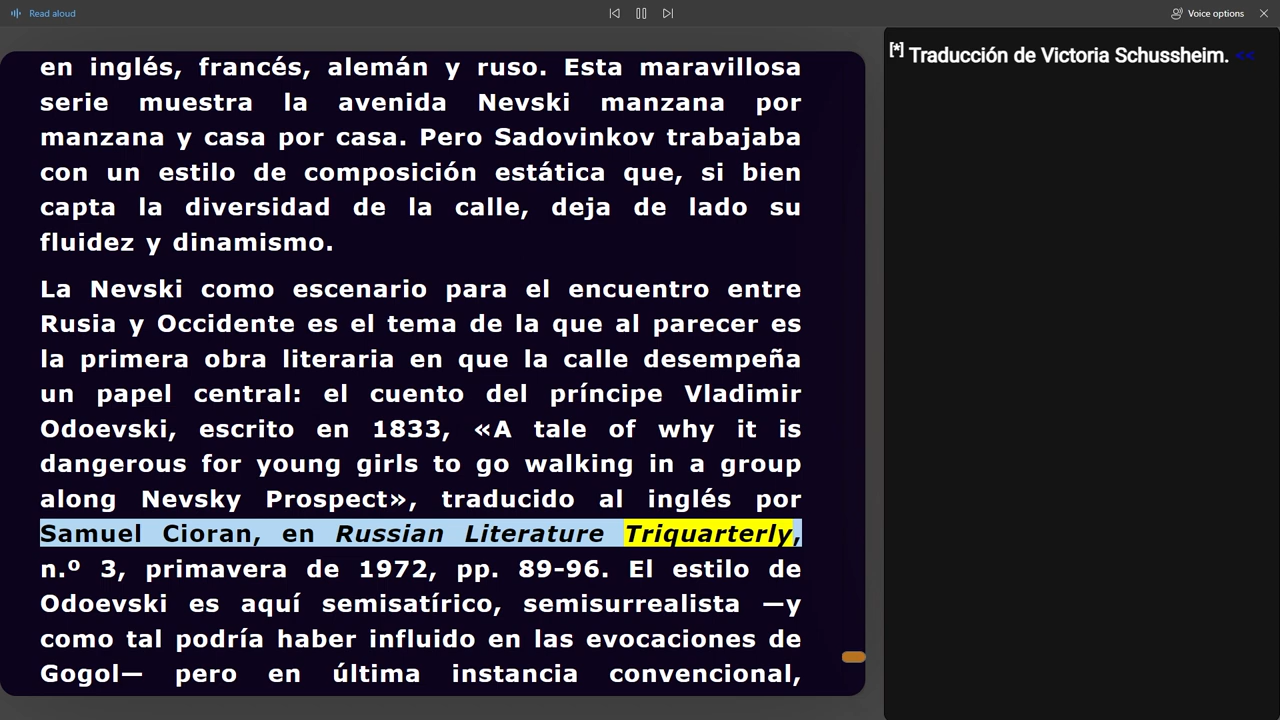 Read aloud
Voice options
en inglés, francés, alemán y ruso. Esta maravillosa
serie muestra la avenida Nevski manzana por
manzana y casa por casa. Pero Sadovinkov trabajaba
con un estilo de composición estática que, si bien
capta la diversidad de la calle, deja de lado su
fluidez y dinamismo.
La Nevski como escenario para el encuentro entre
Rusia y Occidente es el tema de la que al parecer es
la primera obra literaria en que la calle desempeña
un papel central: el cuento del príncipe Vladimir
Odoevski, escrito en 1833, «A tale of why it is
dangerous for young girls to go walking in a group
along Nevsky Prospect», traducido al inglés por
Samuel Cioran, en Russian Literature Triquarterly,
n.º 3, primavera de 1972, pp. 89-96. El estilo de
Odoevski es aquí semisatírico, semisurrealista —y
como tal podría haber influido en las evocaciones de
Gogol— pero en última instancia convencional,
[*] Traducción de Victoria Schussheim. <<